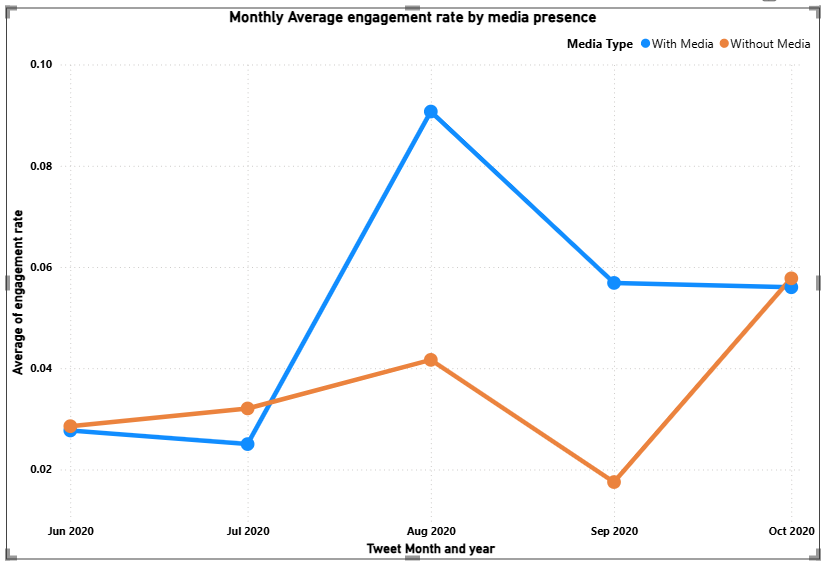 Monthly Average engagement rate by media presence
Media Type With Media Without Media
0.10
0.08
0.06
0.04
0.02
Average of engagement rate
Jun 2020 Jul 2020 Aug 2020 Sep 2020 Oct 2020
Tweet Month and year